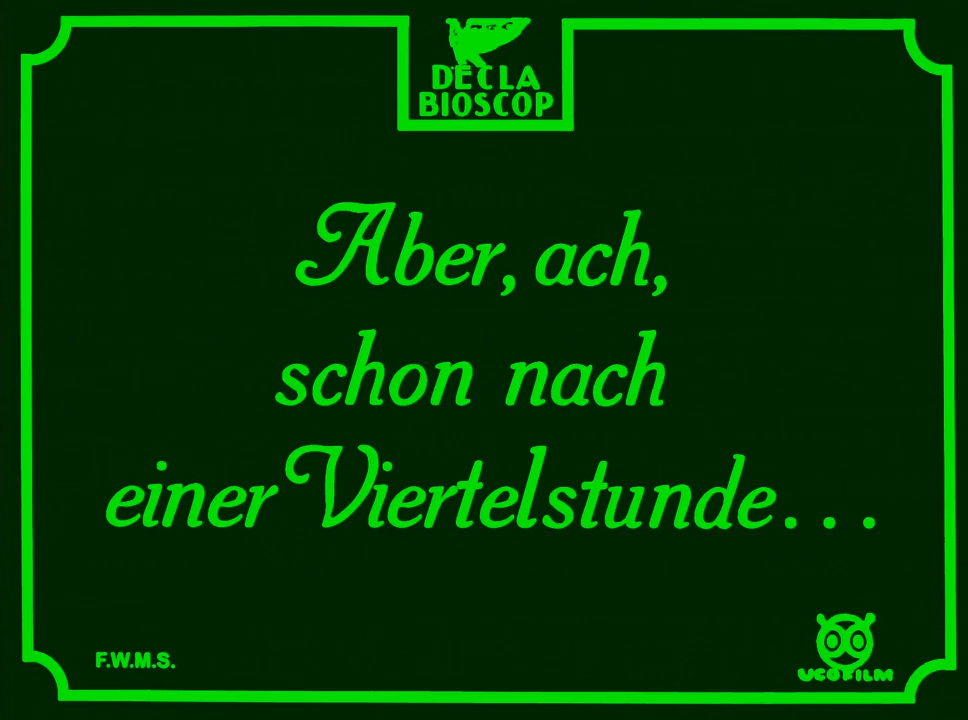 DECLA
BIOSCOP
Aber, ach,
schon nach
einer Viertelstunde...
F.W.M.S.
UCOFILM